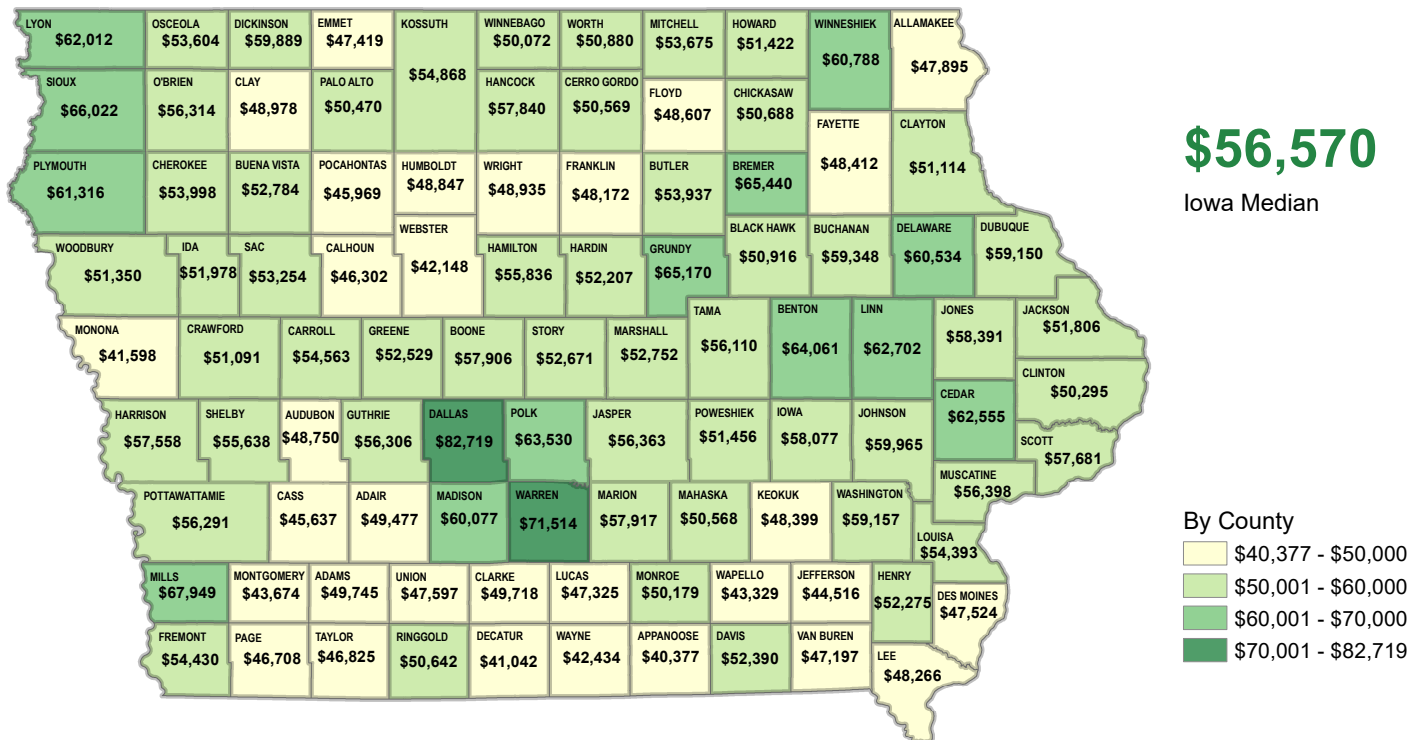 LYON
$62,012
OSCEOLA
$53,604
DICKINSON
$59,889
EMMET
$47,419
KOSSUTH
$54,868
WINNEBAGO
$50,072
WORTH
$50,880
MITCHELL
$53,675
HOWARD
$51,422
WINNESHIEK
$60,788
ALLAMAKEE
$47,895
SIOUX
$66,022
O'BRIEN
$56,314
CLAY
$48,978
PALO ALTO
$50,470
HANCOCK
$57,840
CERRO GORDO
$50,569
FLOYD
$48,607
CHICKASAW
$50,688
FAYETTE
$48,412
CLAYTON
$51,114
PLYMOUTH
$61,316
CHEROKEE
$53,998
BUENA VISTA
$52,784
POCAHONTAS
$45,969
HUMBOLDT
$48,847
WRIGHT
$48,935
FRANKLIN
$48,172
BUTLER
$53,937
BREMER
$65,440
WOODBURY
$51,350
IDA
$51,978
SAC
$53,254
CALHOUN
$46,302
WEBSTER
$42,148
HAMILTON
$55,836
HARDIN
$52,207
GRUNDY
$65,170
BLACK HAWK
$50,916
BUCHANAN
$59,348
DELAWARE
$60,534
DUBUQUE
$59,150
MONONA
$41,598
CRAWFORD
$51,091
CARROLL
$54,563
GREENE
$52,529
BOONE
$57,906
STORY
$52,671
MARSHALL
$52,752
TAMA
$56,110
BENTON
$64,061
LINN
$62,702
JONES
$58,391
JACKSON
$51,806
CLINTON
$50,295
HARRISON
$57,558
SHELBY
$55,638
AUDUBON
$48,750
GUTHRIE
$56,306
DALLAS
$82,719
POLK
$63,530
JASPER
$56,363
POWESHIEK
$51,456
IOWA
$58,077
JOHNSON
$59,965
CEDAR
$62,555
SCOTT
$57,681
POTTAWATTAMIE
$56,291
CASS
$45,637
ADAIR
$49,477
MADISON
$60,077
WARREN
$71,514
MARION
$57,917
MAHASKA
$50,568
KEOKUK
$48,399
WASHINGTON
$59,157
MUSCATINE
$56,398
LOUISA
$54,393
MILLS
$67,949
MONTGOMERY
$43,674
ADAMS
$49,745
UNION
$47,597
CLARKE
$49,718
LUCAS
$47,325
MONROE
$50,179
WAPELLO
$43,329
JEFFERSON
$44,516
HENRY
$52,275
DES MOINES
$47,524
FREMONT
$54,430
PAGE
$46,708
TAYLOR
$46,825
RINGGOLD
$50,642
DECATUR
$41,042
WAYNE
$42,434
APPANOOSE
$40,377
DAVIS
$52,390
VAN BUREN
$47,197
LEE
$48,266
$56,570
Iowa Median
By County
$40,377 - $50,000
$50,001 - $60,000
$60,001 - $70,000
$70,001 - $82,719